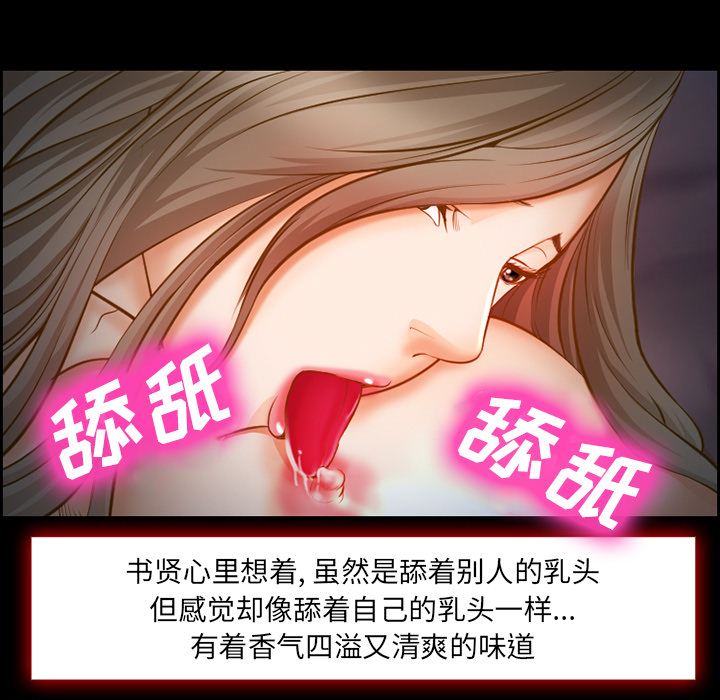 舔舐
舔舐
书贤心里想着, 虽然是舔着别人的乳头
但感觉却像舔着自己的乳头一样...
有着香气四溢又清爽的味道